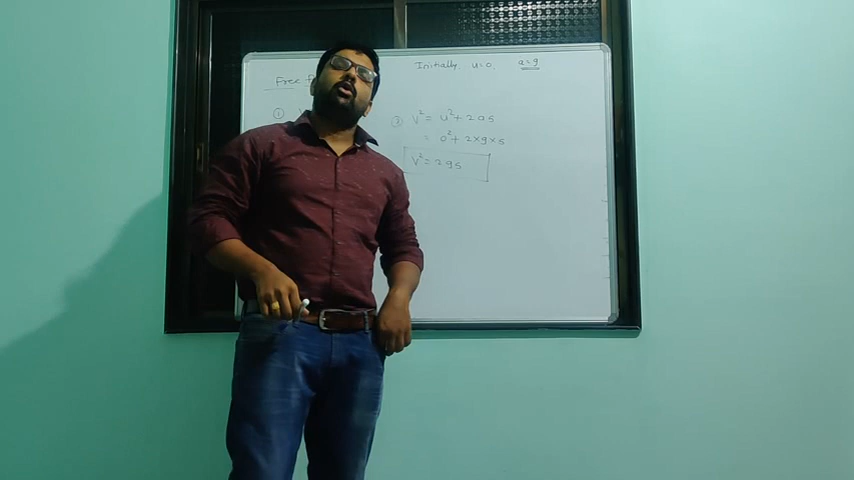 Initially u=0. a=g
Free
①
③ V² = u² + 2as
= 0² + 2×g×s
V² = 2gs